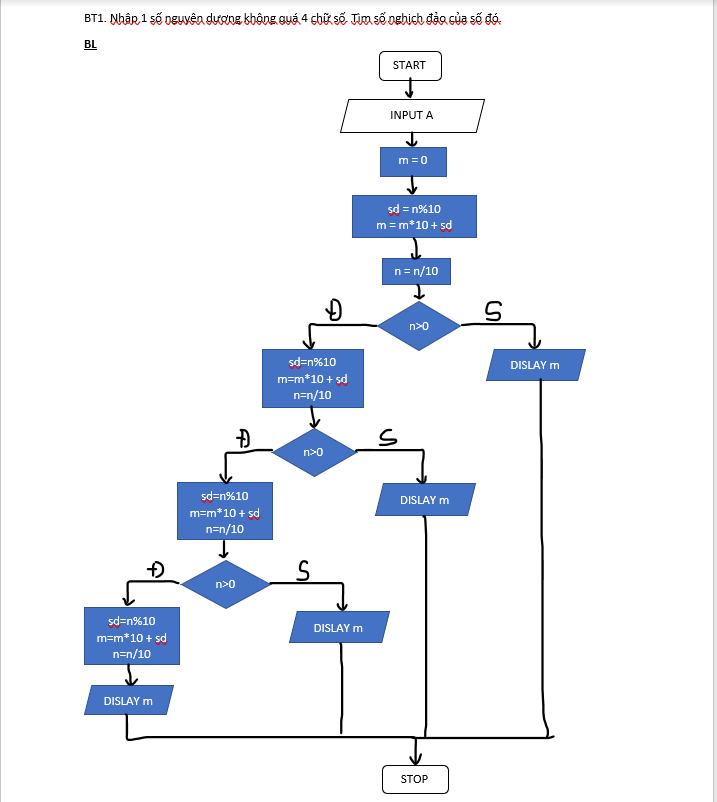 BT1. Nhập 1 số nguyên dương không quá 4 chữ số. Tìm số nghịch đảo của số đó.
BL
START
INPUT A
m = 0
sd = n%10
m = m*10 + sd
n = n/10
n>0
Đ
S
sd=n%10
m=m*10 + sd
n=n/10
DISLAY m
n>0
Đ
S
sd=n%10
m=m*10 + sd
n=n/10
DISLAY m
n>0
Đ
S
sd=n%10
m=m*10 + sd
n=n/10
DISLAY m
DISLAY m
STOP